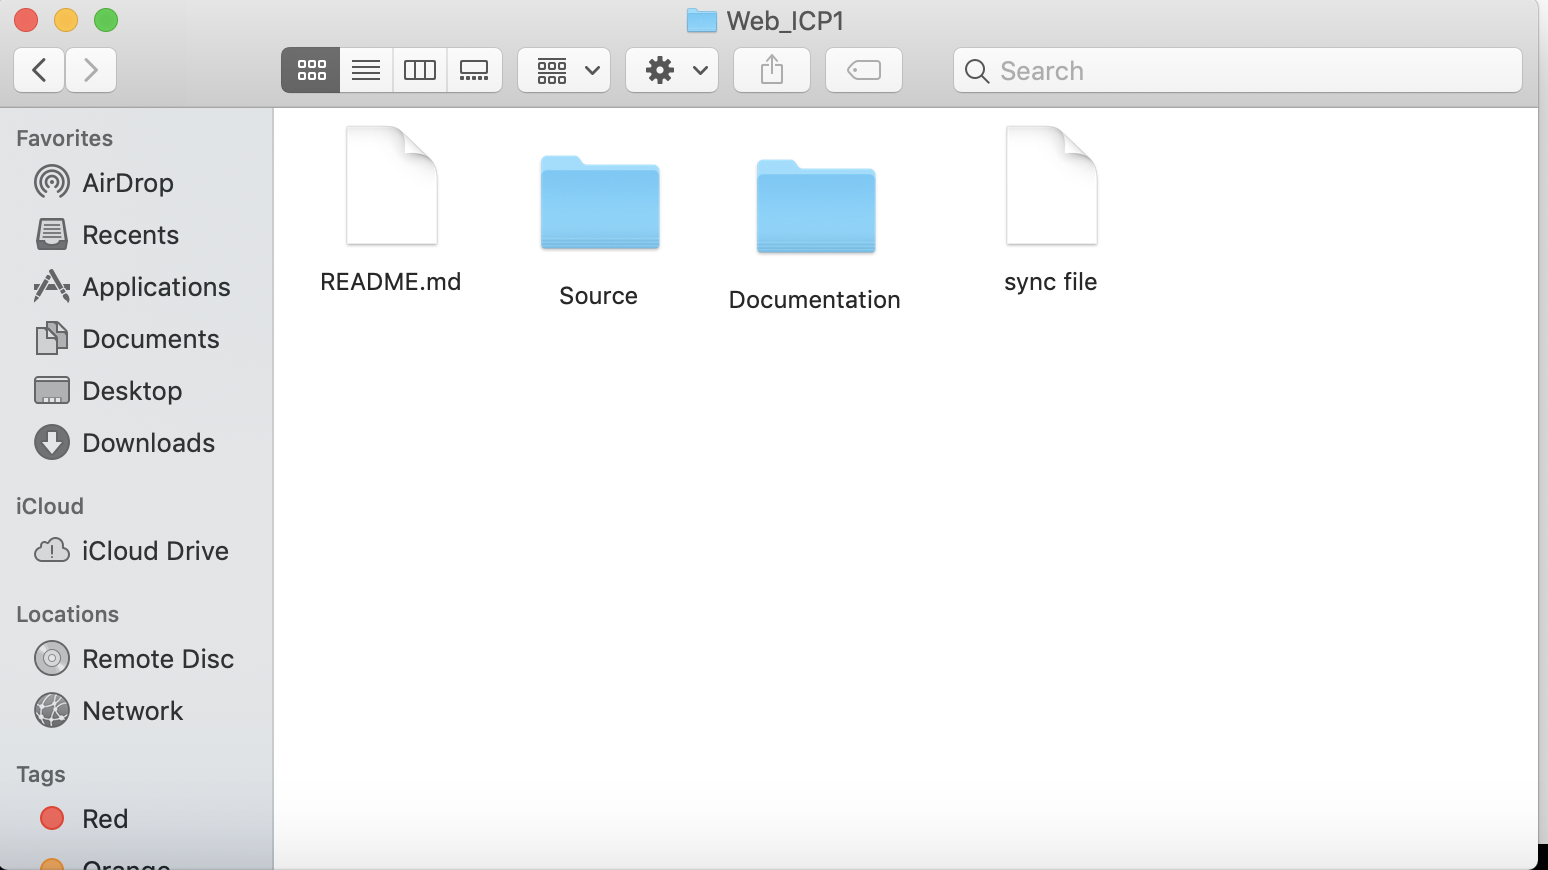 Web_ICP1
Search
Favorites
AirDrop
Recents
Applications
Documents
Desktop
Downloads
iCloud
iCloud Drive
Locations
Remote Disc
Network
Tags
Red
Orange
README.md
Source
Documentation
sync file